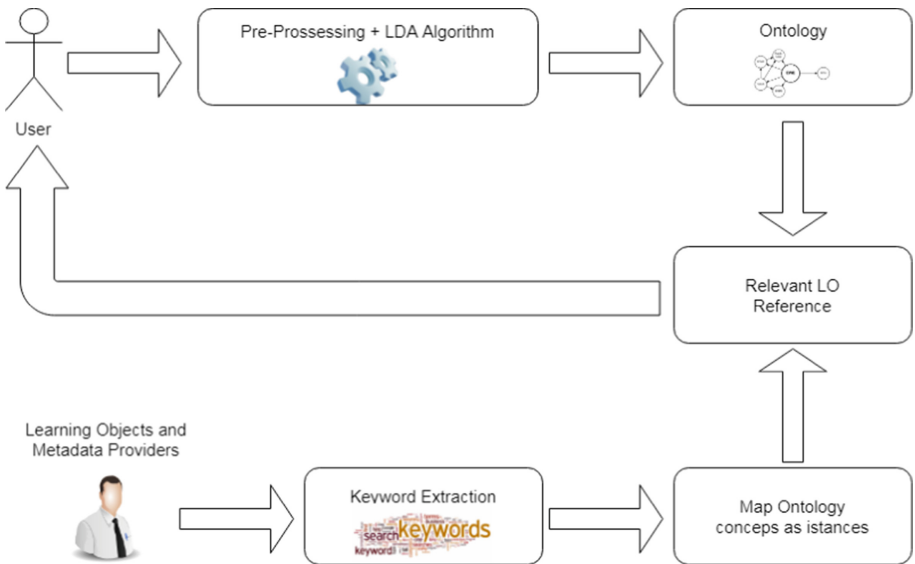 Pre-Prossessing + LDA Algorithm
Ontology
User
Relevant LO
Reference
Learning Objects and
Metadata Providers
Keyword Extraction
search keywords
keyword
Map Ontology
conceps as istances